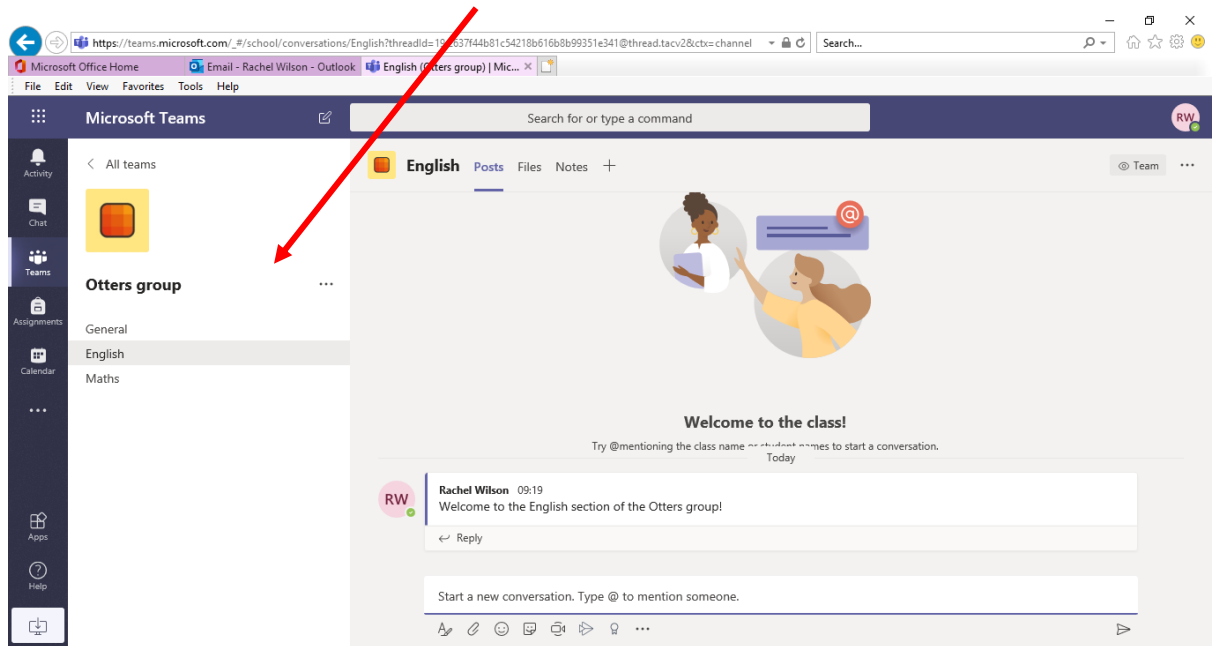 https://teams.microsoft.com/_#/school/conversations/English?threadId=
@thread.tacv2&ctx=channel
Search...
Microsoft Office Home
Email - Rachel Wilson - Outlook
English (Otters group) | Mic...
File Edit View Favorites Tools Help
Microsoft Teams
Search for or type a command
RW
Activity
Chat
Teams
Assignments
Calendar
Apps
Help
All teams
Otters group
General
English
Maths
English Posts Files Notes
Team
@
Welcome to the class!
Try @mentioning the class name or student names to start a conversation.
Today
RW
Rachel Wilson 09:19
Welcome to the English section of the Otters group!
Reply
Start a new conversation. Type @ to mention someone.